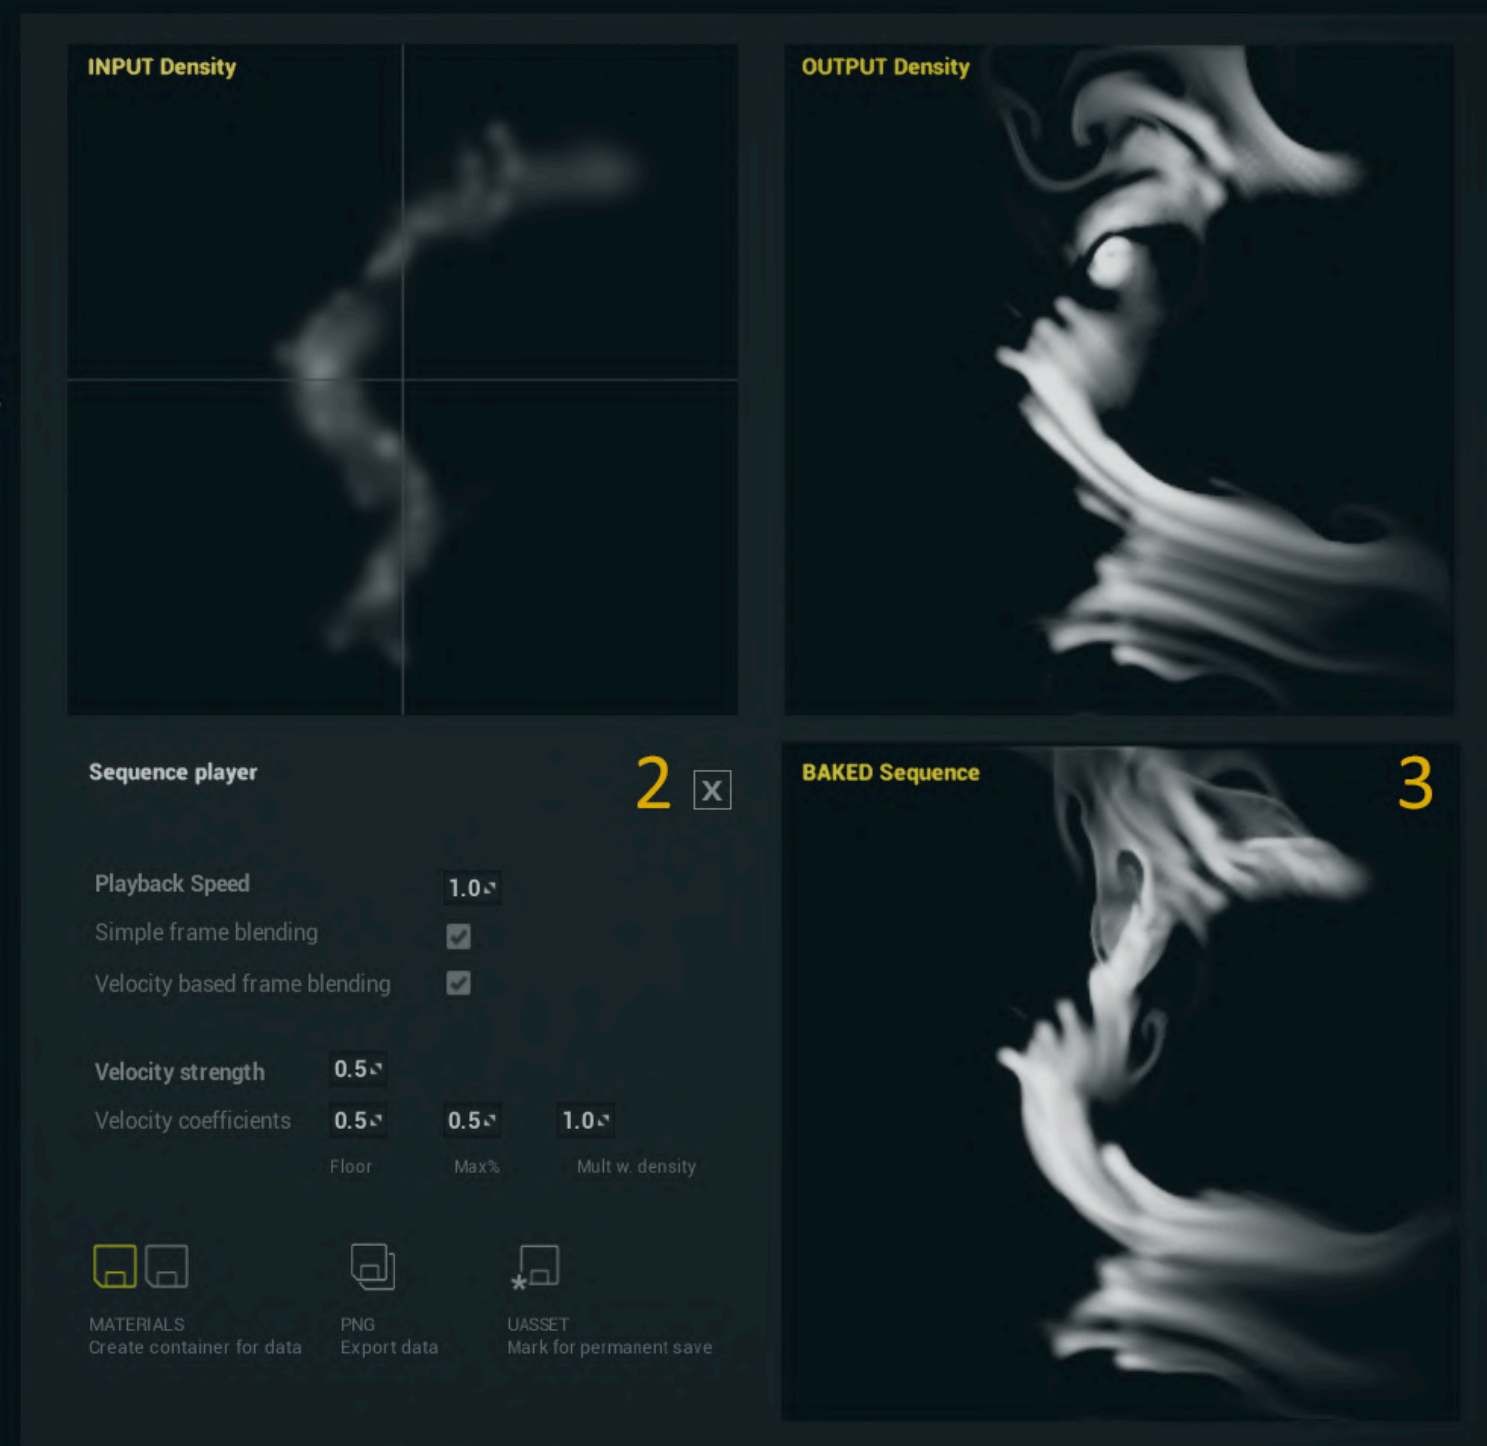 INPUT Density
OUTPUT Density
Sequence player
2
X
BAKED Sequence
3
Playback Speed
1.0
Simple frame blending
Velocity based frame blending
Velocity strength
0.5
Velocity coefficients
0.5
0.5
1.0
Floor
Max%
Mult w. density
MATERIALS
Create container for data
PNG
Export data
UASSET
Mark for permanent save